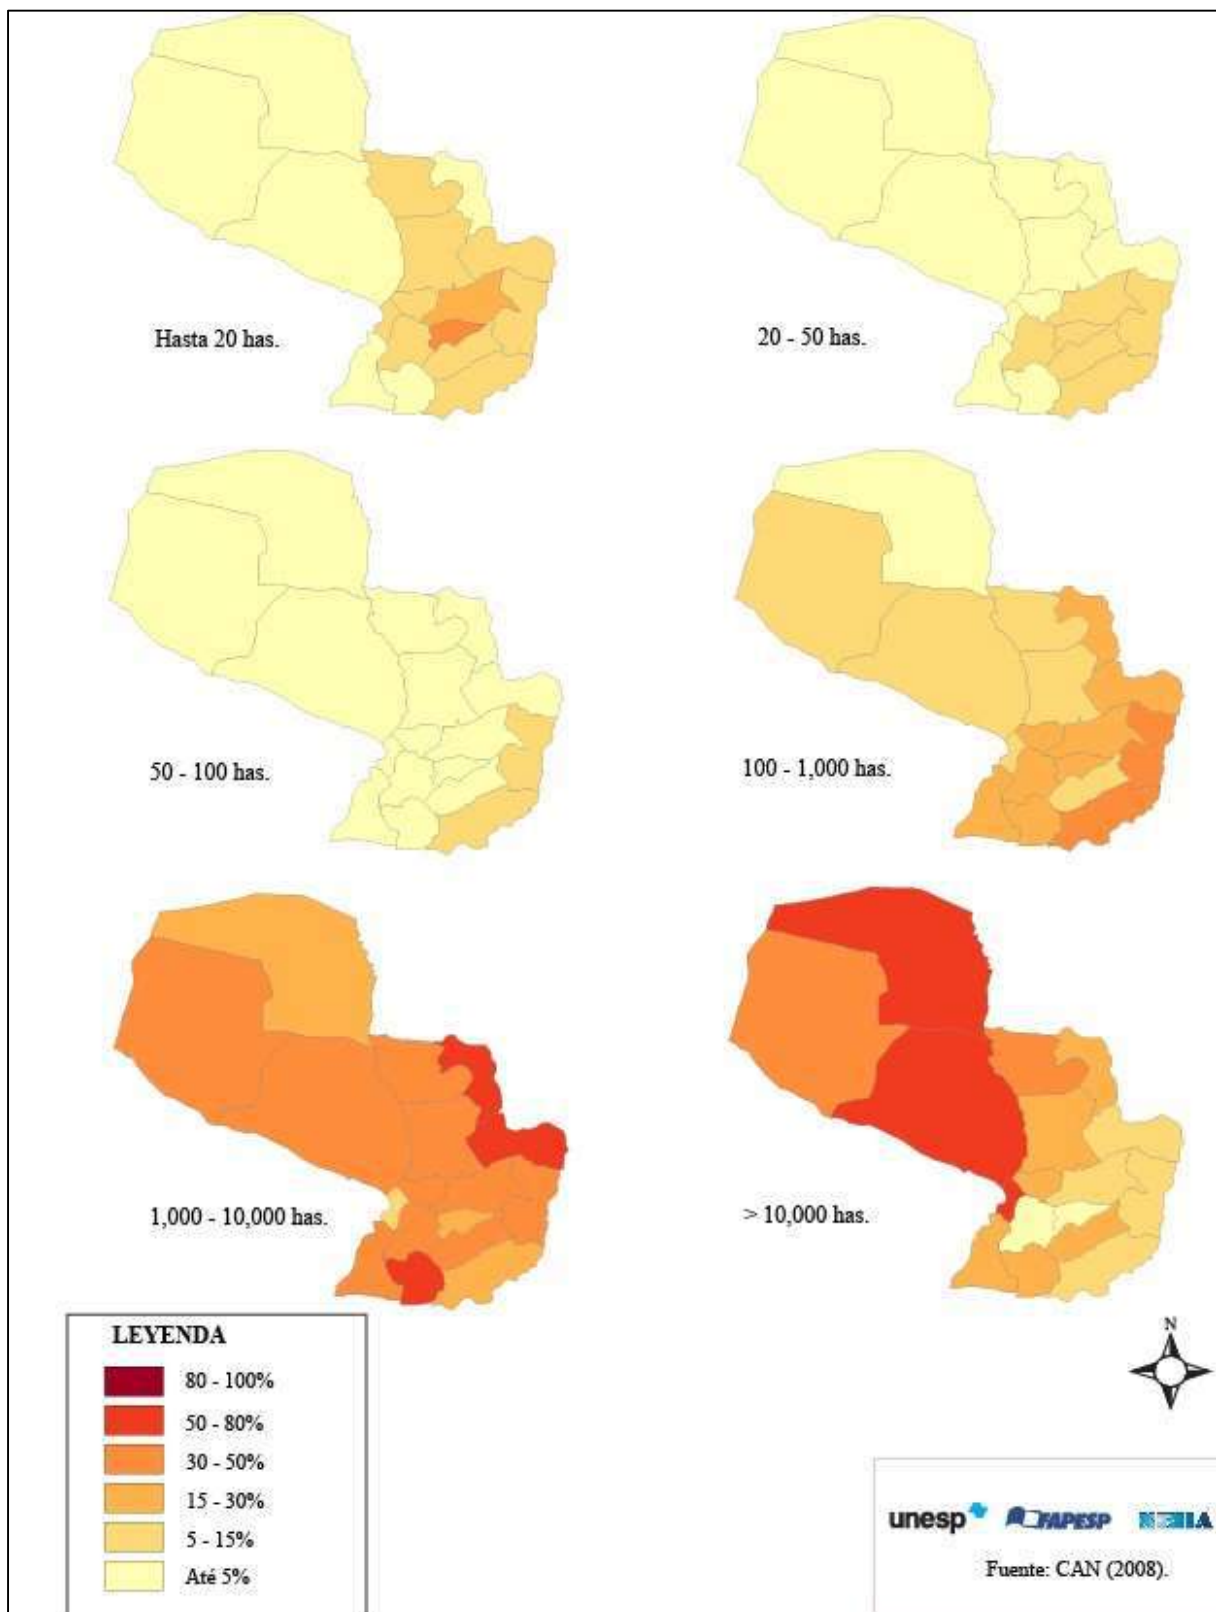 Hasta 20 has.
20 - 50 has.
50 - 100 has.
100 - 1,000 has.
1,000 - 10,000 has.
> 10,000 has.
LEYENDA
80 - 100%
50 - 80%
30 - 50%
15 - 30%
5 - 15%
Até 5%
N
unesp FAPESP
Fuente: CAN (2008).